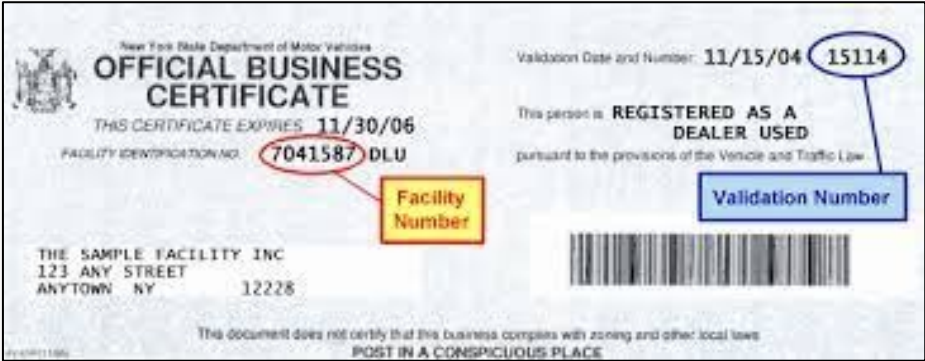 New York State Department of Motor Vehicles
OFFICIAL BUSINESS
CERTIFICATE
THIS CERTIFICATE EXPIRES 11/30/06
FACILITY IDENTIFICATION NO. 7041587 DLU
Facility
Number
THE SAMPLE FACILITY INC
123 ANY STREET
ANYTOWN NY 12228
Validation Date and Number: 11/15/04 15114
This person is REGISTERED AS A
DEALER USED
pursuant to the provisions of the Vehicle and Traffic Law
Validation Number
This document does not certify that this business complies with zoning and other local laws
POST IN A CONSPICUOUS PLACE